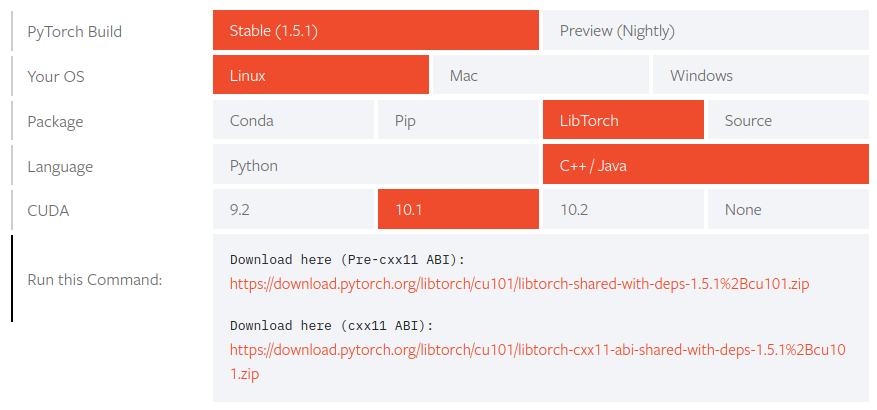 PyTorch Build Stable (1.5.1) Preview (Nightly)
Your OS Linux Mac Windows
Package Conda Pip LibTorch Source
Language Python C++ / Java
CUDA 9.2 10.1 10.2 None
Run this Command:
Download here (Pre-cxx11 ABI):
https://download.pytorch.org/libtorch/cu101/libtorch-shared-with-deps-1.5.1%2Bcu101.zip
Download here (cxx11 ABI):
https://download.pytorch.org/libtorch/cu101/libtorch-cxx11-abi-shared-with-deps-1.5.1%2Bcu10
1.zip